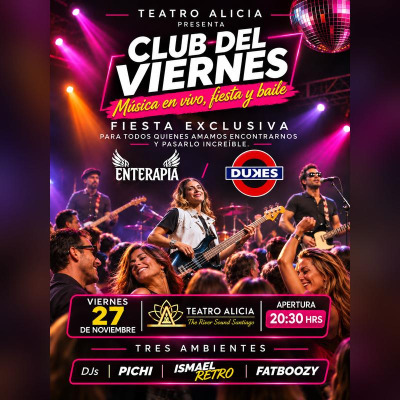 TEATRO ALICIA
PRESENTA
CLUB DEL
VIERNES
Música en vivo, fiesta y baile
FIESTA EXCLUSIVA
PARA TODOS QUIENES AMAMOS ENCONTRARNOS
Y PASARLO INCREÍBLE.
ENTERAPIA / DUKES
VIERNES
27
DE NOVIEMBRE
TEATRO ALICIA
The River Sound Santiago
APERTURA
20:30 HRS
TRES AMBIENTES
DJs | PICHI | ISMAEL RETRO | FATBOOZY